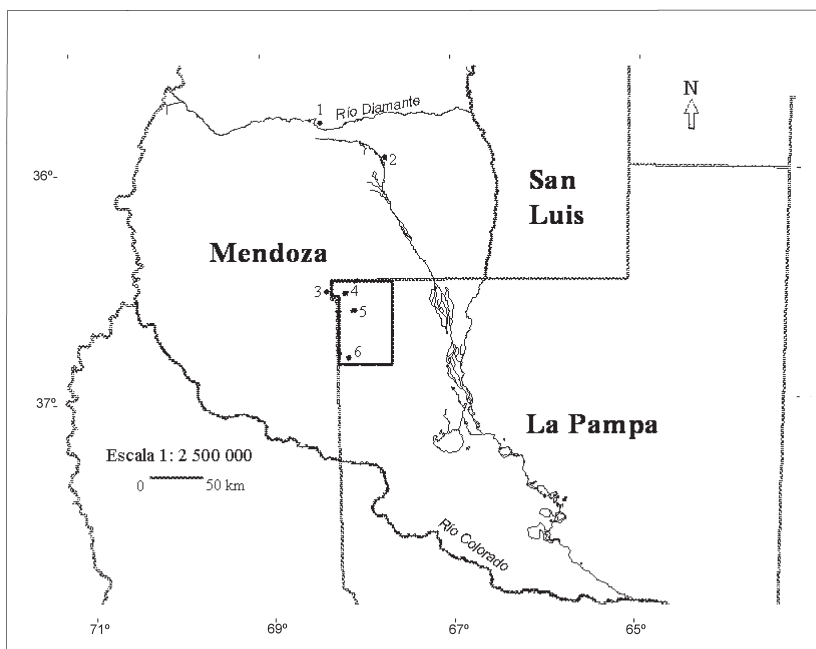 N
1
Río Diamante
2
36º
San
Luis
Mendoza
3
4
5
6
37º
La Pampa
Escala 1: 2 500 000
0 50 km
Río Colorado
71º 69º 67º 65º